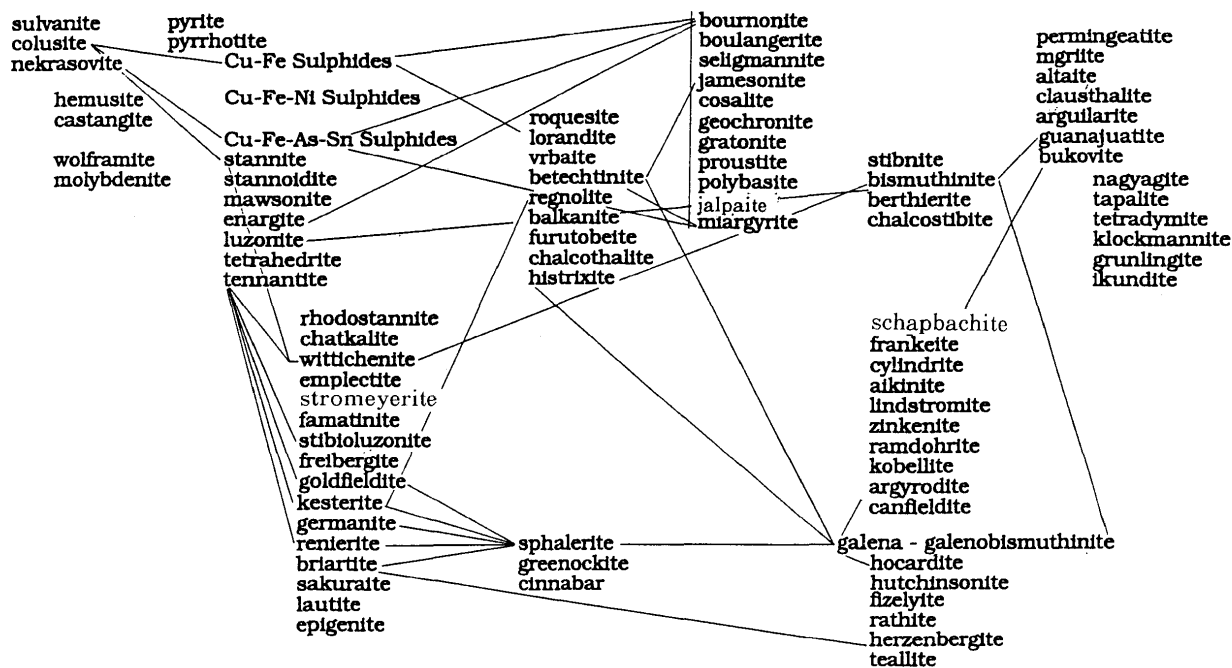 sulvanite
colusite
nekrasovite
pyrite
pyrrhotite
hemusite
castangite
wolframite
molybdenite
Cu-Fe Sulphides
Cu-Fe-Ni Sulphides
Cu-Fe-As-Sn Sulphides
stannite
stannoidite
mawsonite
enargite
luzonite
tetrahedrite
tennantite
rhodostannite
chatkalite
wittichenite
emplectite
stromeyerite
famatinite
stibioluzonite
freibergite
goldfieldite
kesterite
germanite
renierite
briartite
sakuraite
lautite
epigenite
roquesite
lorandite
vrbaite
betechtinite
regnolite
balkanite
furutobeite
chalcothalite
histrixite
sphalerite
greenockite
cinnabar
bournonite
boulangerite
seligmannite
jamesonite
cosalite
geochronite
gratonite
proustite
polybasite
jalpaite
miargyrite
stibnite
bismuthinite
berthierite
chalcostibite
schapbachite
frankeite
cylindrite
aikinite
lindstromite
zinkenite
ramdohrite
kobellite
argyrodite
canfieldite
galena - galenobismuthinite
hocardite
hutchinsonite
fizelyite
rathite
herzenbergite
teallite
permingeatite
mgriite
altaite
clausthalite
arguilarite
guanajuatite
bukovite
nagyagite
tapalite
tetradymite
klockmannite
grunlingite
ikundite